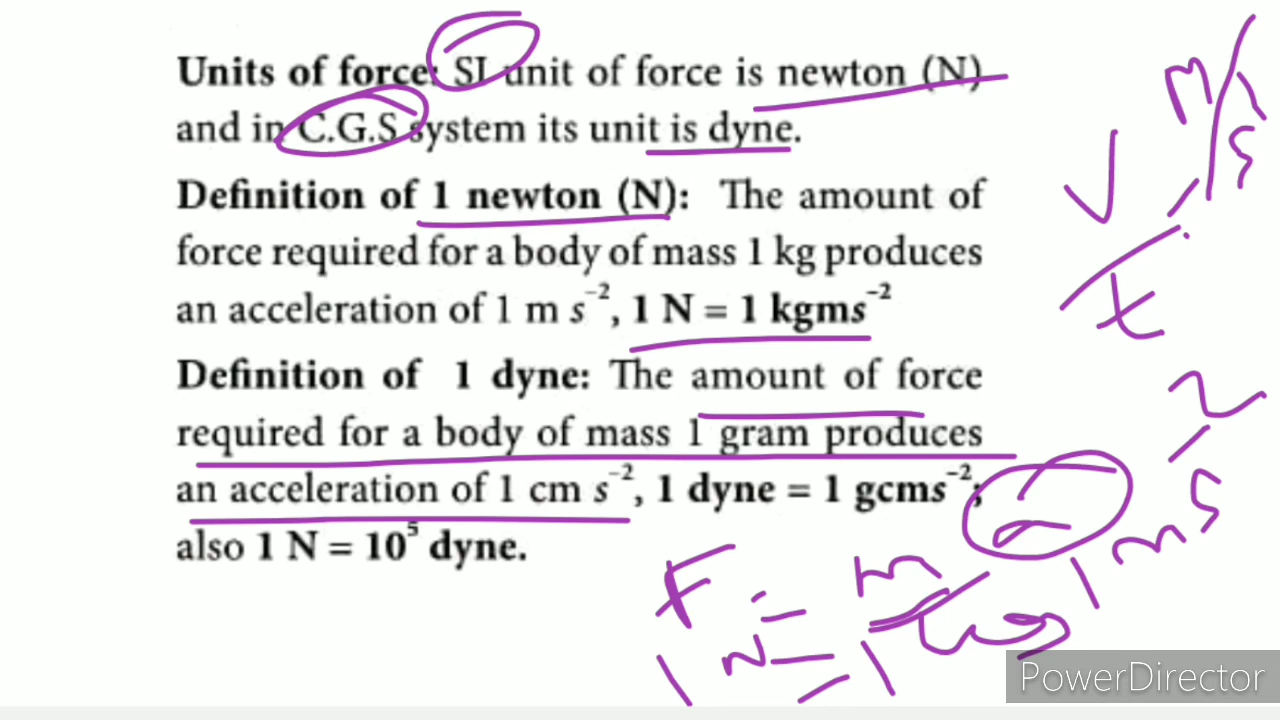 Units of force: SI unit of force is newton (N)
and in C.G.S system its unit is dyne.
Definition of 1 newton (N): The amount of
force required for a body of mass 1 kg produces
an acceleration of 1 m s⁻², 1 N = 1 kgms⁻²
Definition of 1 dyne: The amount of force
required for a body of mass 1 gram produces
an acceleration of 1 cm s⁻², 1 dyne = 1 gcms⁻²;
also 1 N = 10⁵ dyne.
m/s
V
t
F = m a
1 N = 1 kg 1 m s⁻²
PowerDirector